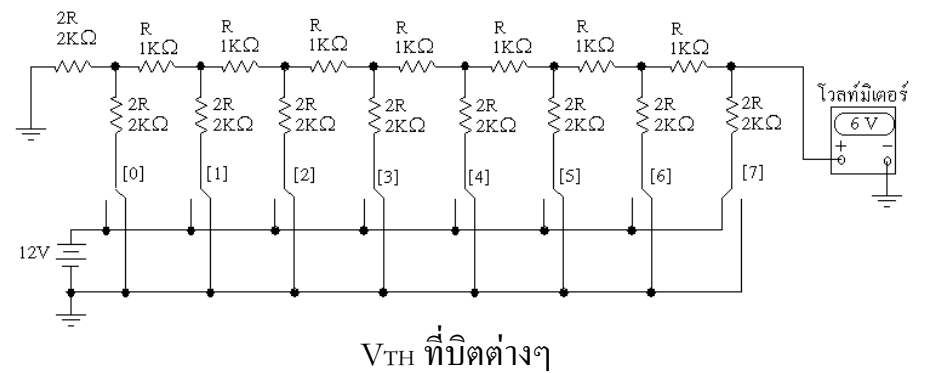 2R
2KΩ
R
1KΩ
R
1KΩ
R
1KΩ
R
1KΩ
R
1KΩ
R
1KΩ
R
1KΩ
2R
2KΩ
2R
2KΩ
2R
2KΩ
2R
2KΩ
2R
2KΩ
2R
2KΩ
2R
2KΩ
2R
2KΩ
โวลท์มิเตอร์
6 V
+ −
[0] [1] [2] [3] [4] [5] [6] [7]
12V
VTH ที่บิตต่างๆ